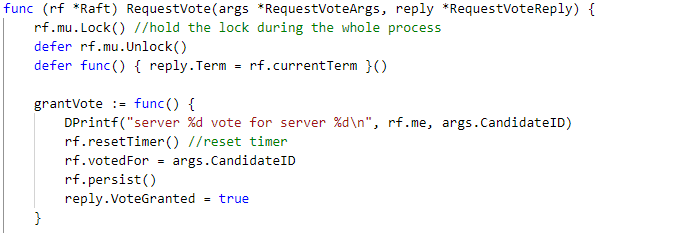 func (rf *Raft) RequestVote(args *RequestVoteArgs, reply *RequestVoteReply) {
    rf.mu.Lock() //hold the lock during the whole process
    defer rf.mu.Unlock()
    defer func() { reply.Term = rf.currentTerm }()

    grantVote := func() {
        DPrintf("server %d vote for server %d\n", rf.me, args.CandidateID)
        rf.resetTimer() //reset timer
        rf.votedFor = args.CandidateID
        rf.persist()
        reply.VoteGranted = true
    }